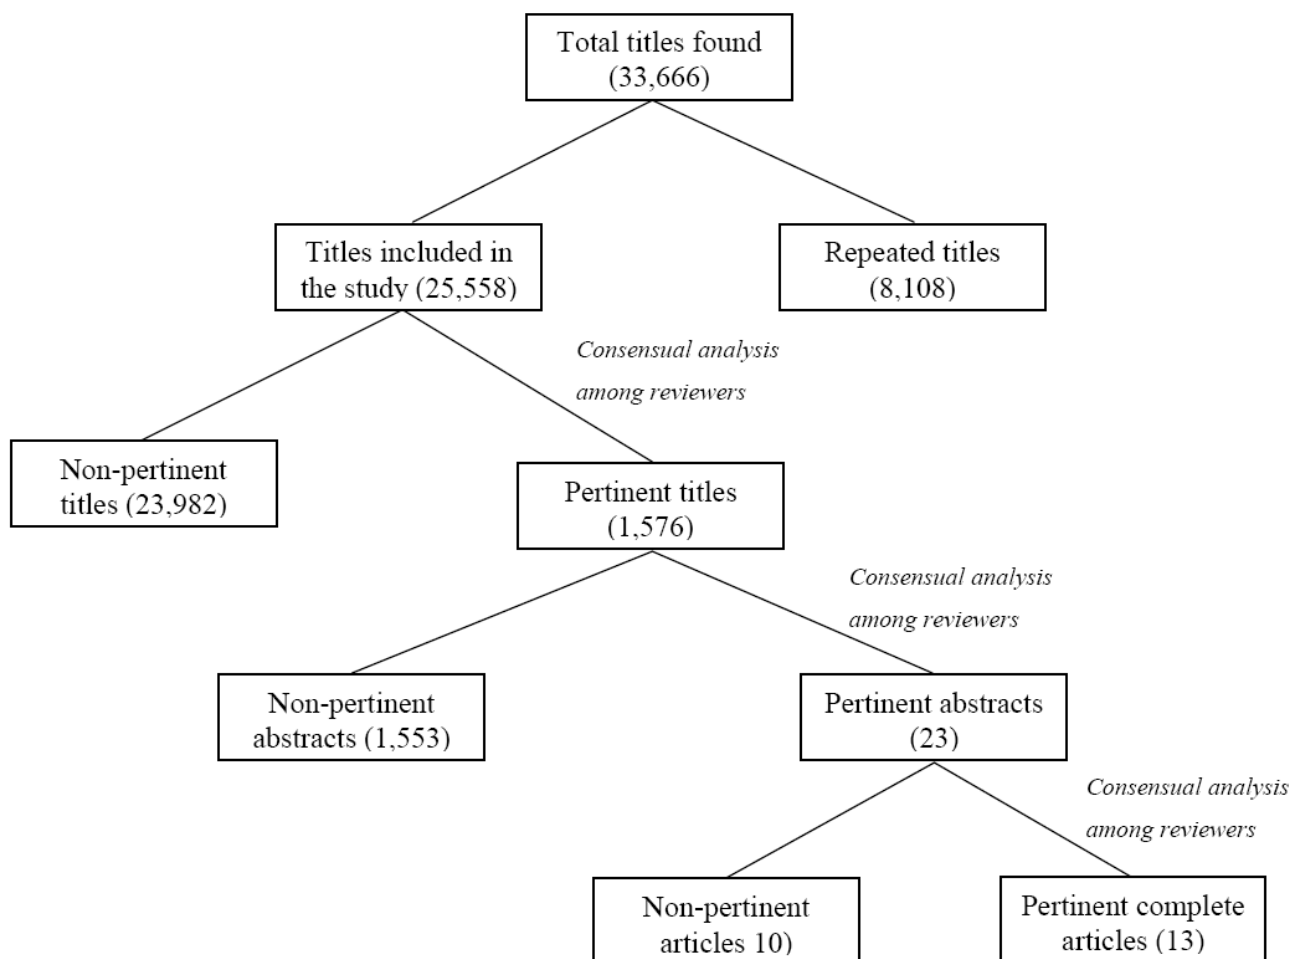 Total titles found
(33,666)
Titles included in
the study (25,558)
Repeated titles
(8,108)
Consensual analysis
among reviewers
Non-pertinent
titles (23,982)
Pertinent titles
(1,576)
Consensual analysis
among reviewers
Non-pertinent
abstracts (1,553)
Pertinent abstracts
(23)
Consensual analysis
among reviewers
Non-pertinent
articles 10)
Pertinent complete
articles (13)